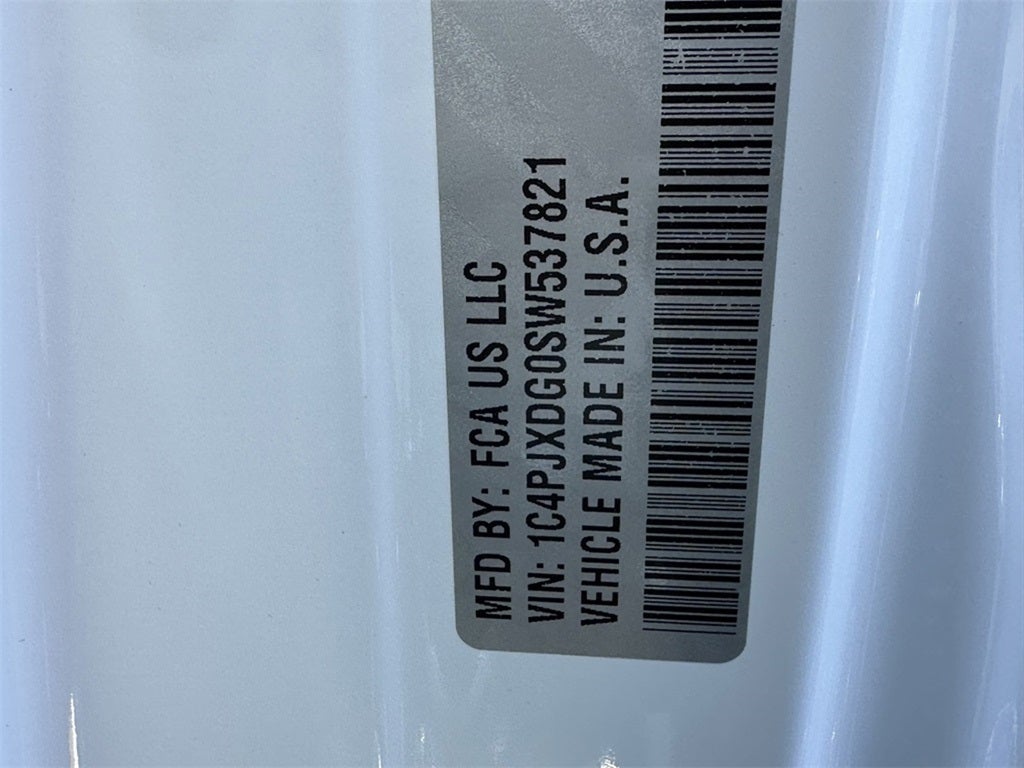 MFD BY: FCA US LLC
VIN: 1C4PJXDG0SW537821
VEHICLE MADE IN: U.S.A.